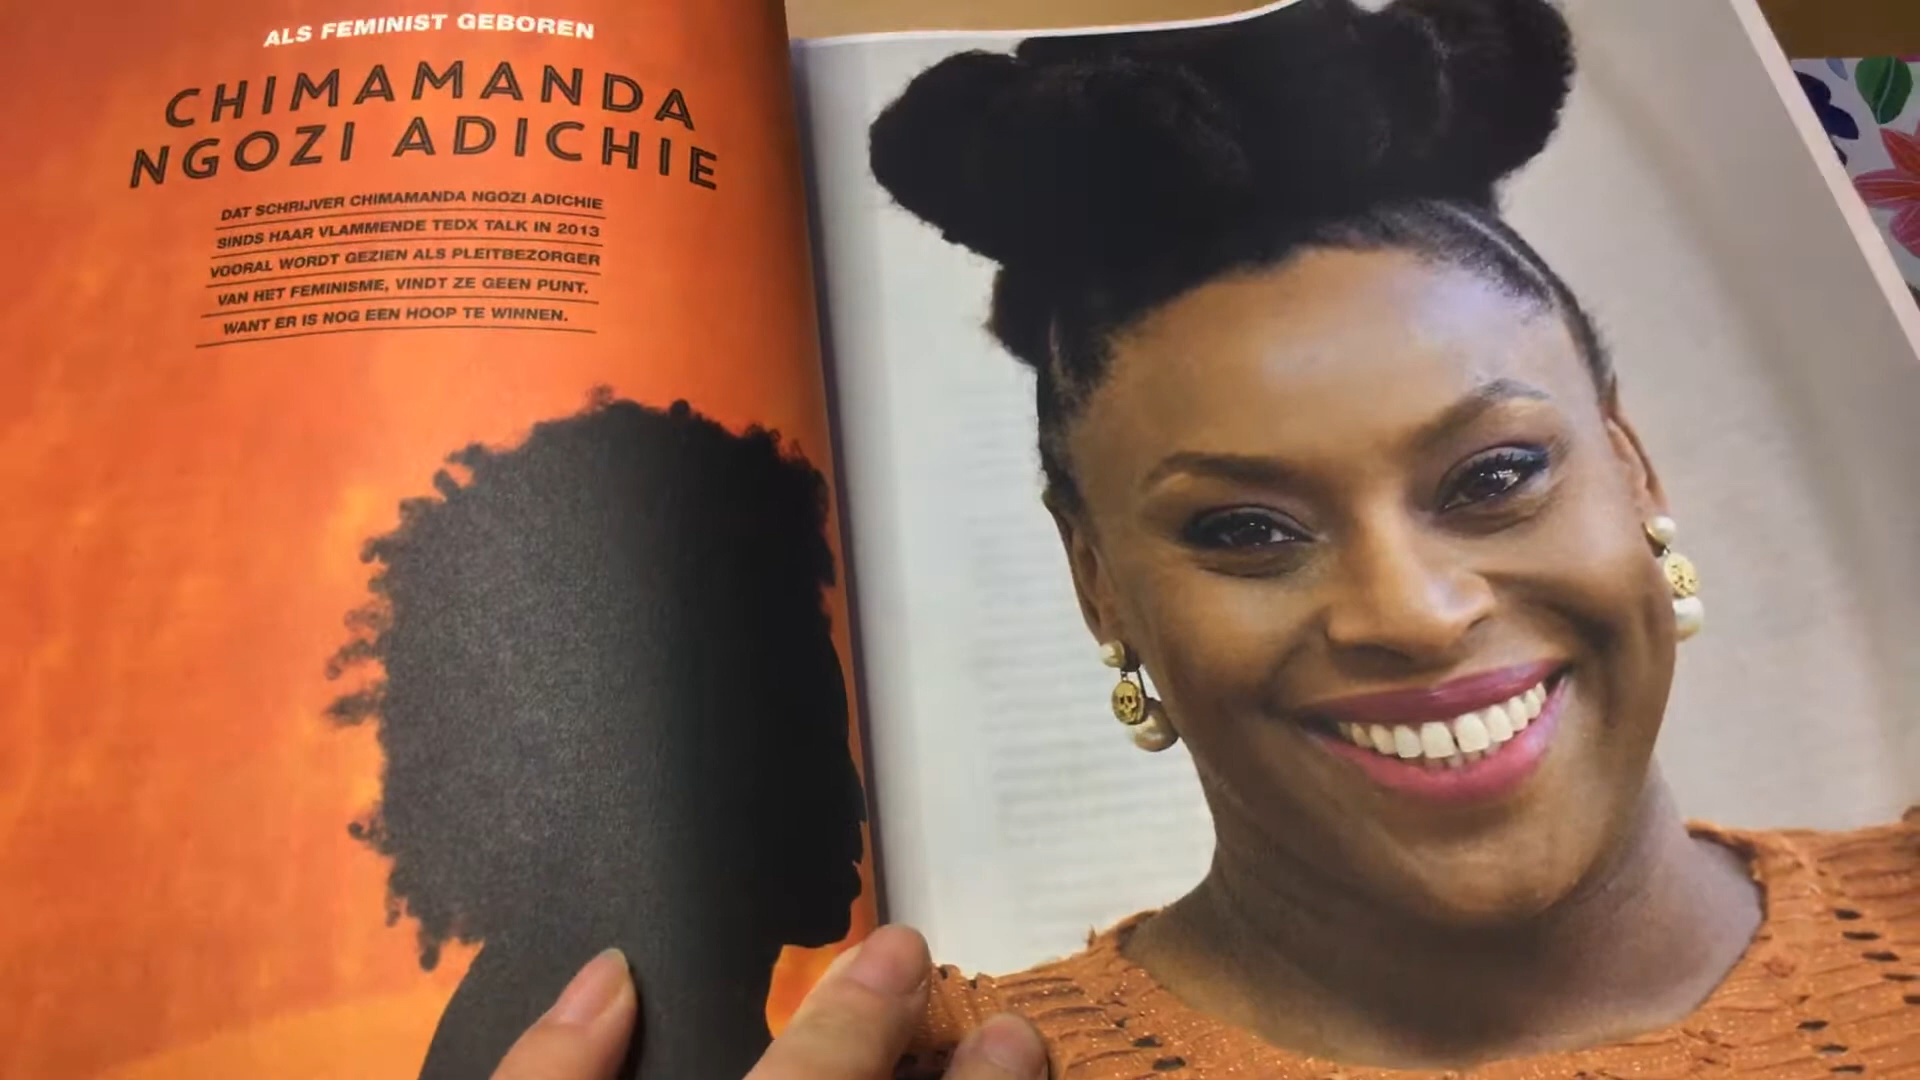 ALS FEMINIST GEBOREN
CHIMAMANDA
NGOZI ADICHIE
DAT SCHRIJVER CHIMAMANDA NGOZI ADICHIE
SINDS HAAR VLAMMENDE TEDX TALK IN 2013
VOORAL WORDT GEZIEN ALS PLEITBEZORGER
VAN HET FEMINISME, VINDT ZE GEEN PUNT.
WANT ER IS NOG EEN HOOP TE WINNEN.